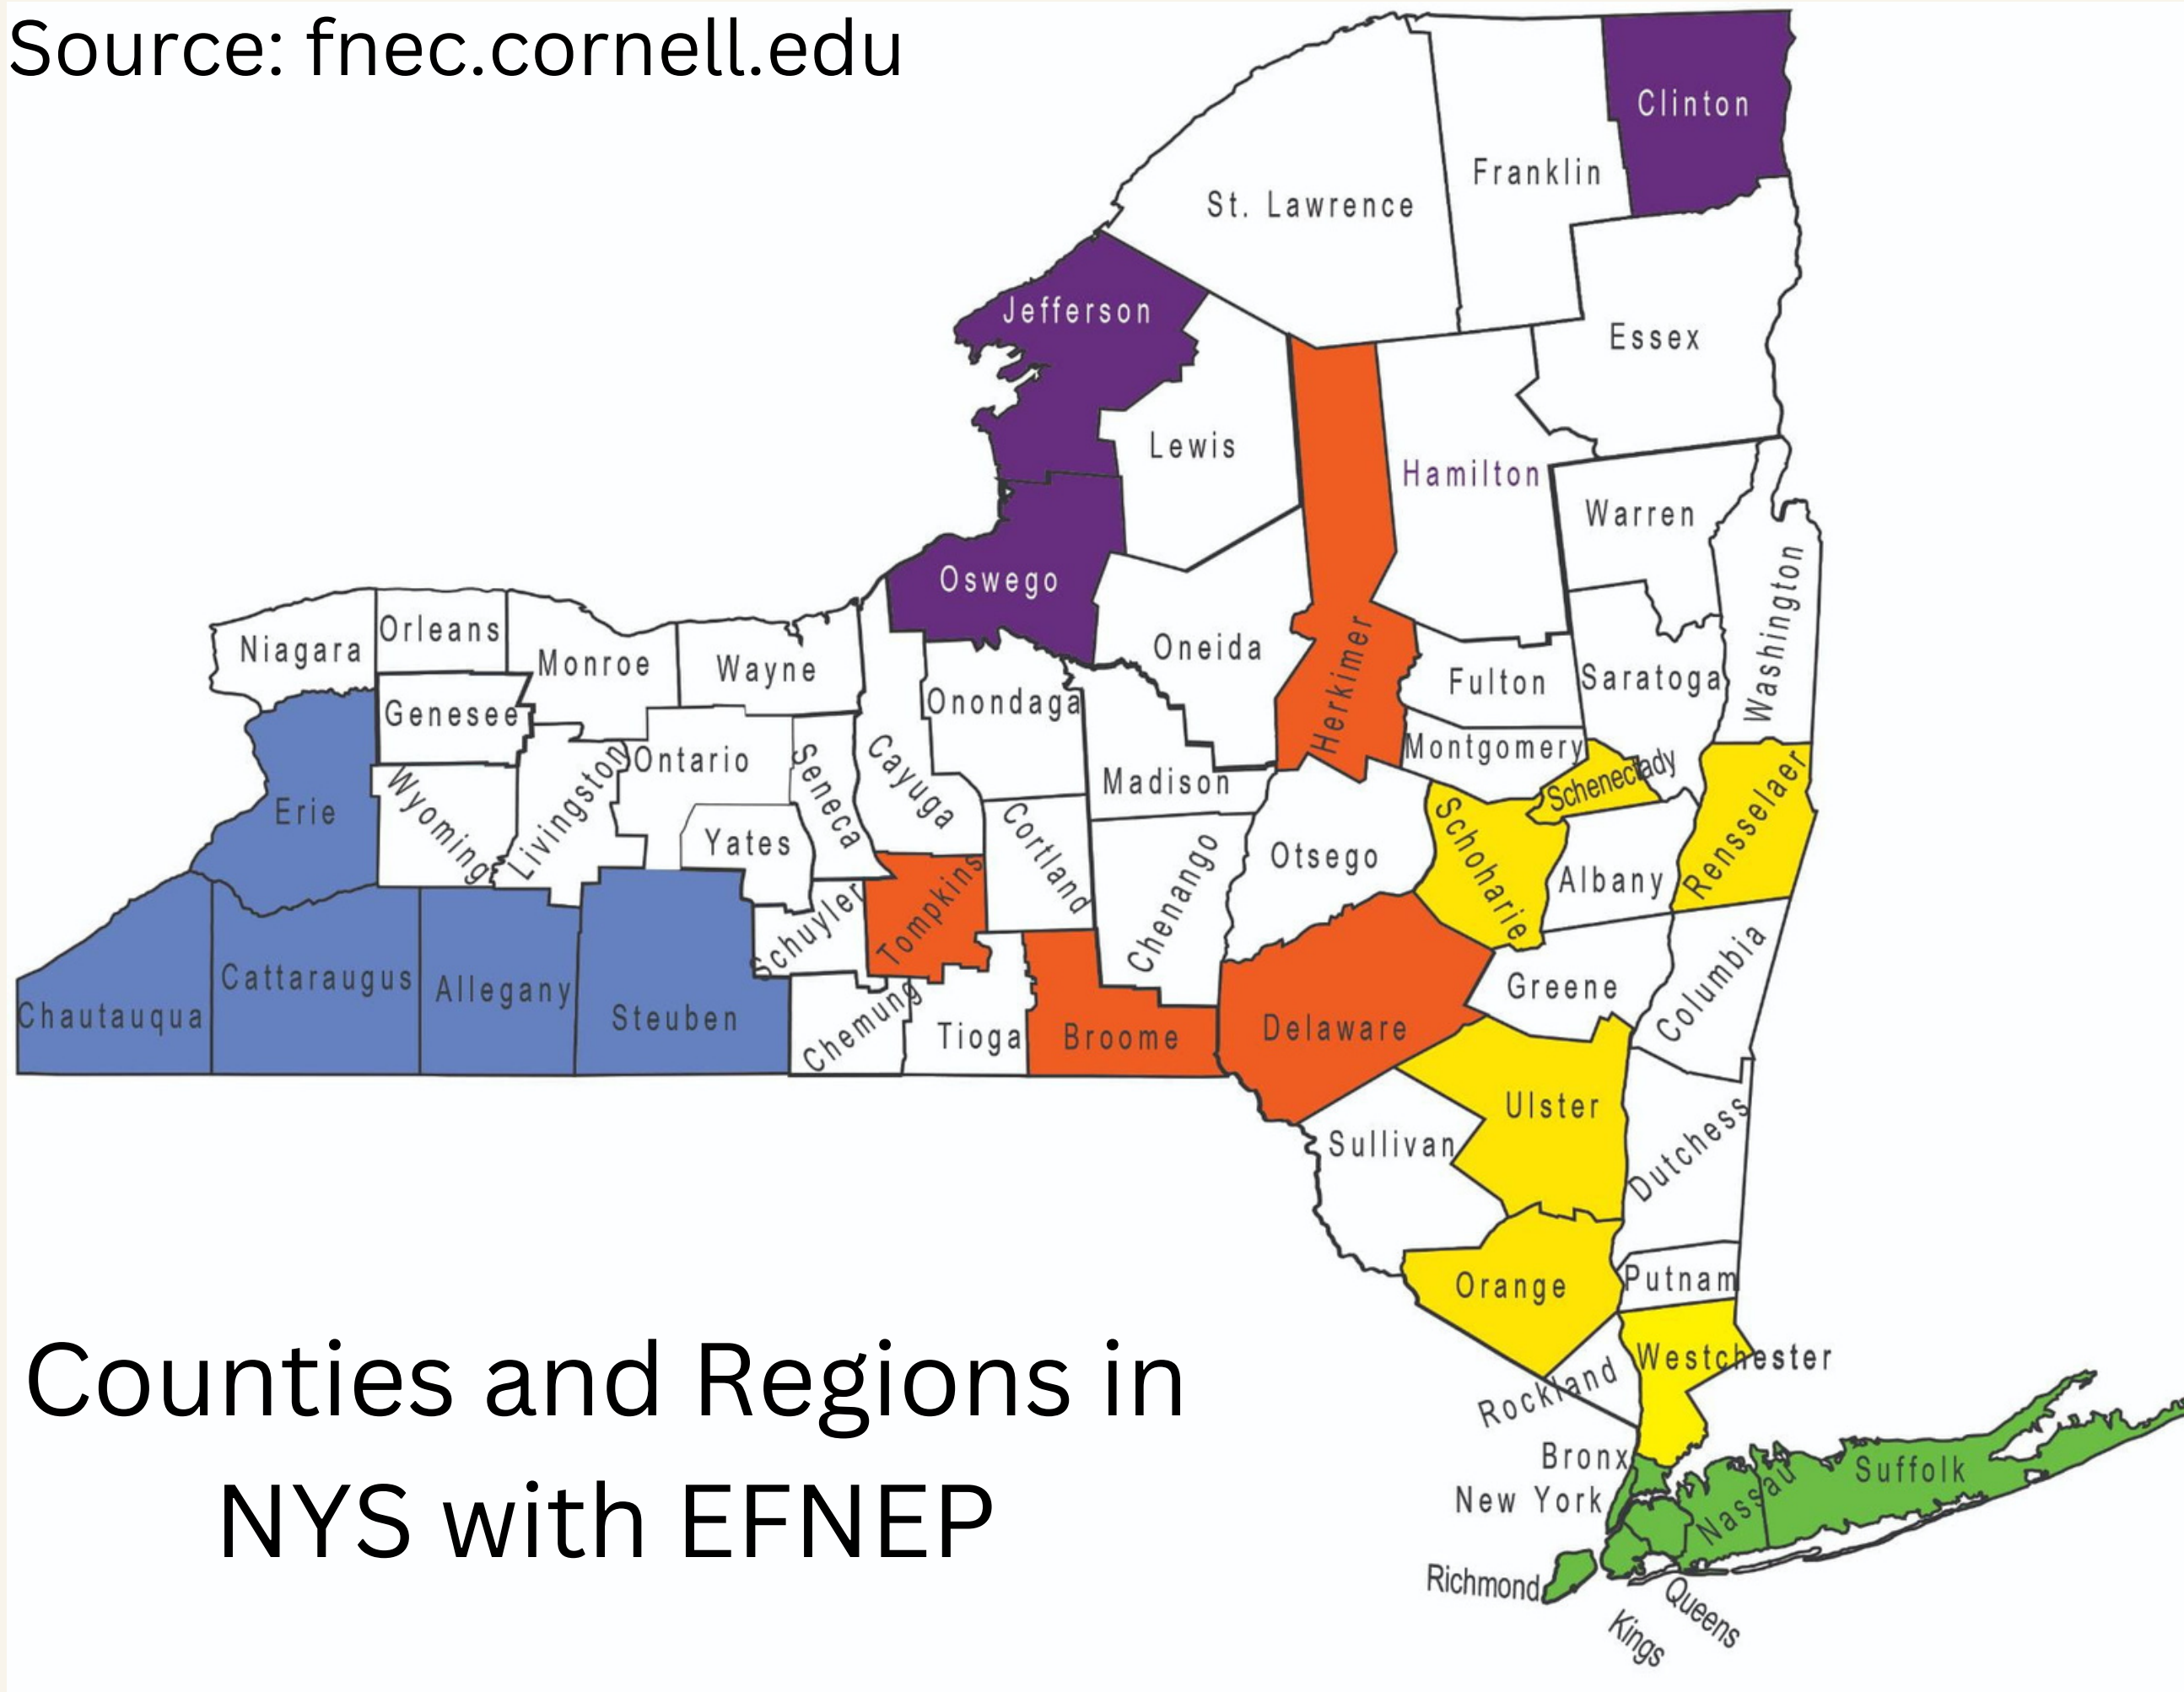 Source: fnec.cornell.edu
Clinton
Franklin
St. Lawrence
Jefferson
Essex
Lewis
Hamilton
Warren
Oswego
Washington
Orleans
Niagara
Monroe
Wayne
Oneida
Herkimer
Fulton
Saratoga
Onondaga
Genesee
Montgomery
Ontario
Seneca
Cayuga
Madison
Schenectady
Rensselaer
Erie
Wyoming
Livingston
Yates
Cortland
Chenango
Otsego
Schoharie
Albany
Schuyler
Tompkins
Cattaraugus
Allegany
Greene
Columbia
Chautauqua
Steuben
Chemung
Tioga
Broome
Delaware
Ulster
Sullivan
Dutchess
Orange
Putnam
Westchester
Rockland
Counties and Regions in
NYS with EFNEP
Bronx
New York
Nassau
Suffolk
Richmond
Queens
Kings